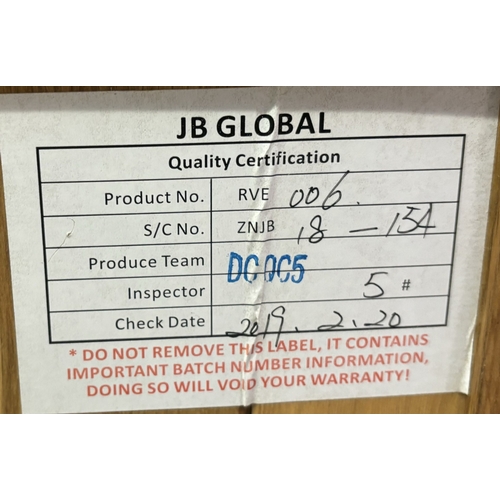 JB GLOBAL
Quality Certification
Product No. RVE 006.
S/C No. ZNJB 18-154
Produce Team DC0C5
Inspector 5 #
Check Date 2019.2.20
* DO NOT REMOVE THIS LABEL, IT CONTAINS
IMPORTANT BATCH NUMBER INFORMATION,
DOING SO WILL VOID YOUR WARRANTY!